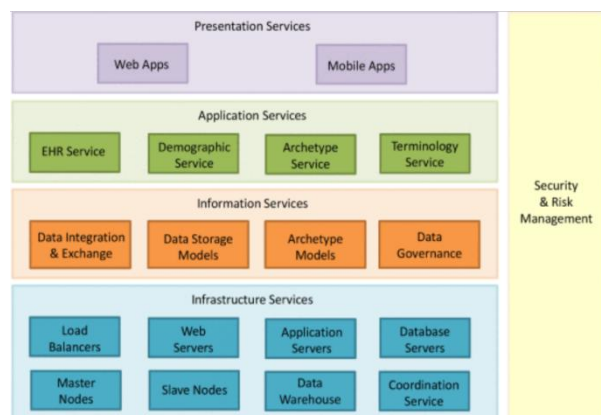 Presentation Services
Web Apps
Mobile Apps
Application Services
EHR Service
Demographic
Service
Archetype
Service
Terminology
Service
Information Services
Data Integration
& Exchange
Data Storage
Models
Archetype
Models
Data
Governance
Infrastructure Services
Load
Balancers
Web
Servers
Application
Servers
Database
Servers
Master
Nodes
Slave Nodes
Data
Warehouse
Coordination
Service
Security
& Risk
Management